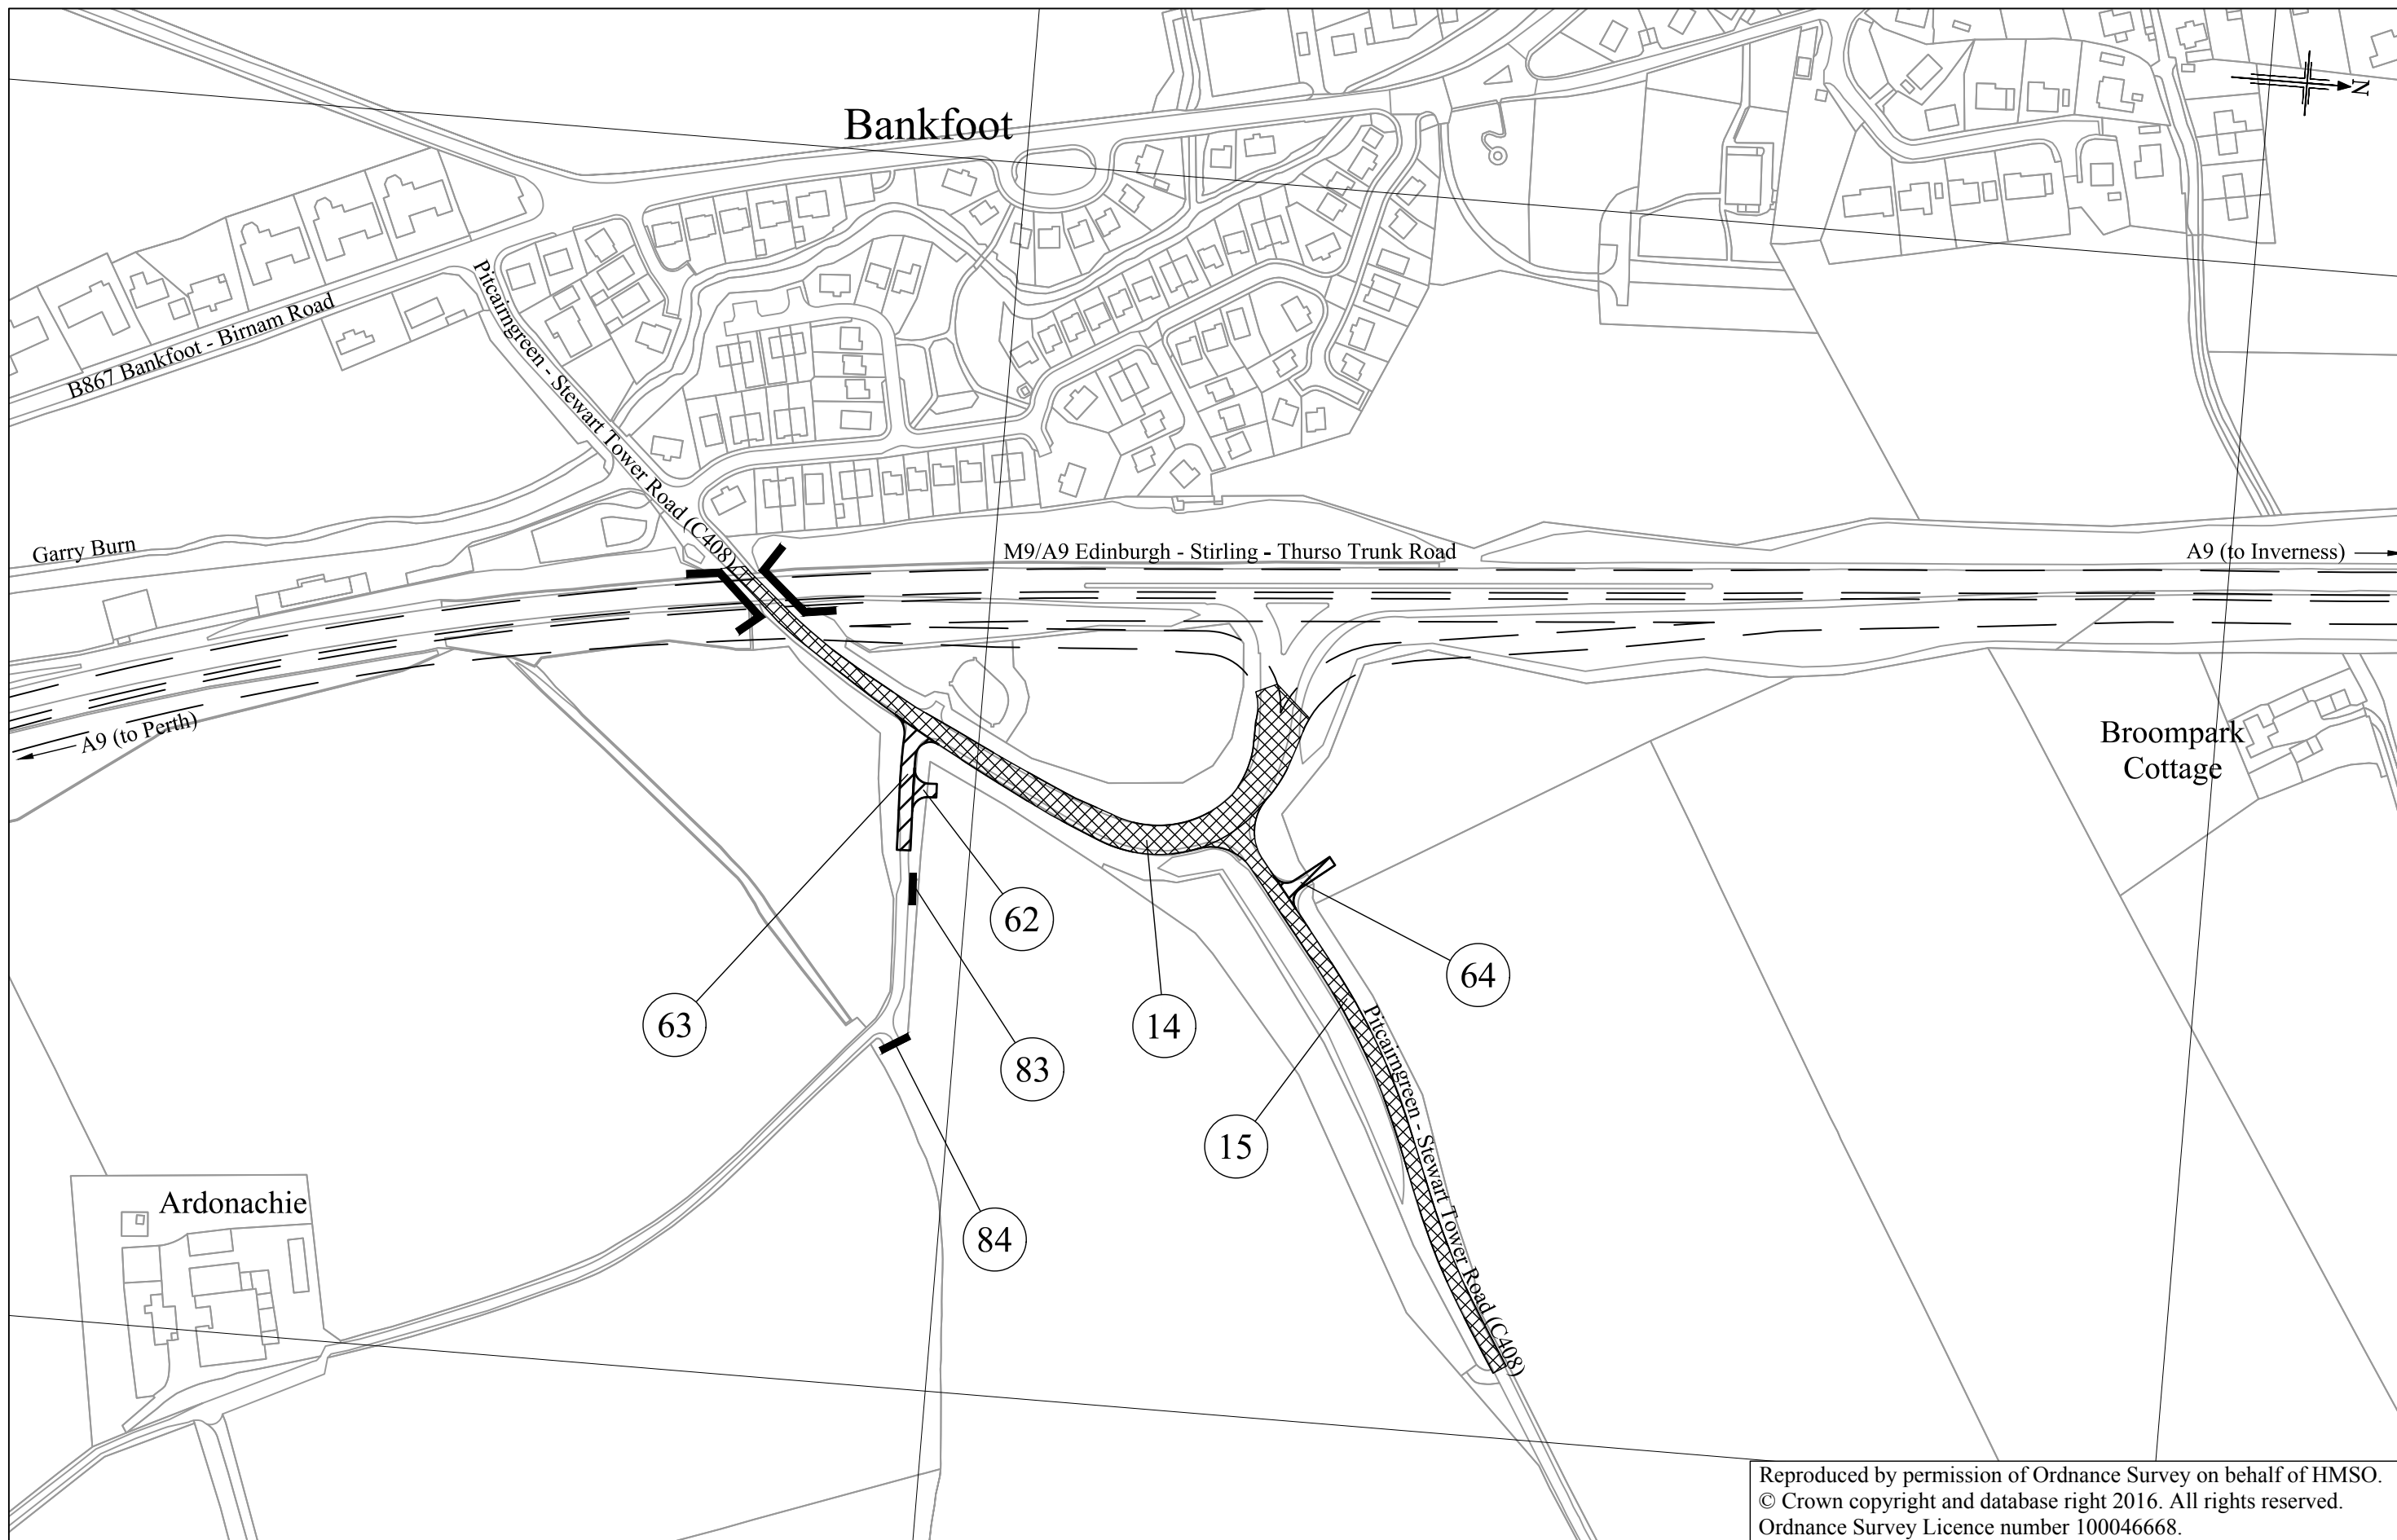 Bankfoot
N
Pitcairngreen - Stewart Tower Road (C408)
B867 Bankfoot - Birnam Road
Garry Burn
M9/A9 Edinburgh - Stirling - Thurso Trunk Road
A9 (to Inverness)
A9 (to Perth)
Broompark
Cottage
62
64
63
14
83
15
Pitcairngreen - Stewart Tower Road (C408)
84
Ardonachie
Reproduced by permission of Ordnance Survey on behalf of HMSO.
© Crown copyright and database right 2016. All rights reserved.
Ordnance Survey Licence number 100046668.